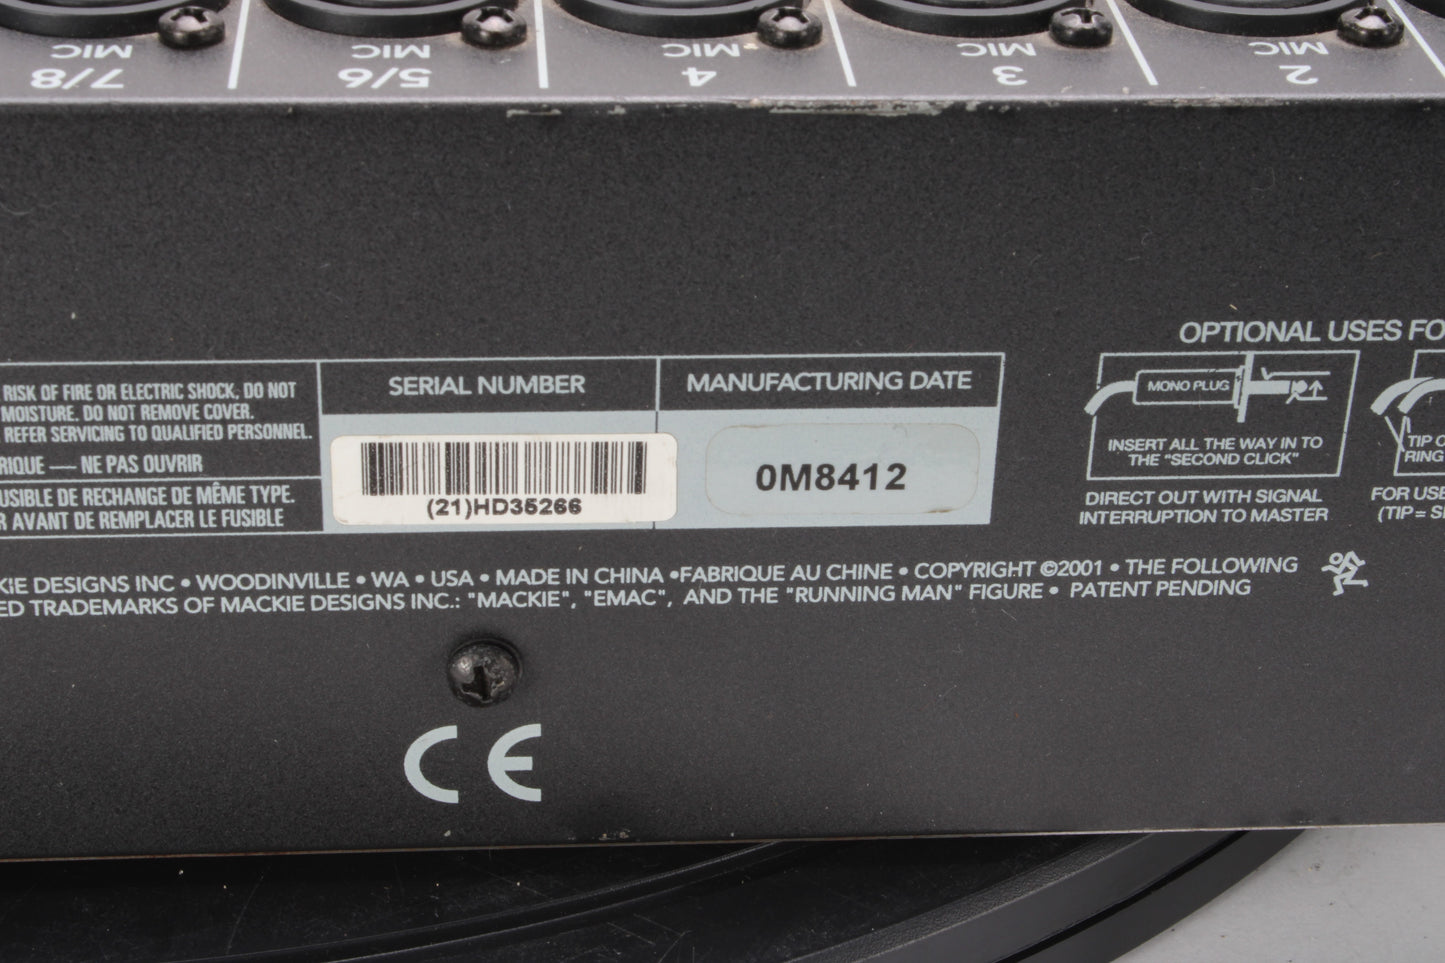 MIC MIC MIC MIC MIC
7/8 5/6 4 3 2
OPTIONAL USES FO
RISK OF FIRE OR ELECTRIC SHOCK, DO NOT
MOISTURE. DO NOT REMOVE COVER.
REFER SERVICING TO QUALIFIED PERSONNEL.
RIQUE — NE PAS OUVRIR
USIBLE DE RECHANGE DE MÊME TYPE.
R AVANT DE REMPLACER LE FUSIBLE
SERIAL NUMBER
(21)HD35266
MANUFACTURING DATE
0M8412
MONO PLUG
INSERT ALL THE WAY IN TO
THE "SECOND CLICK"
DIRECT OUT WITH SIGNAL
INTERRUPTION TO MASTER
TIP
RING
FOR USE
(TIP = S
KIE DESIGNS INC • WOODINVILLE • WA • USA • MADE IN CHINA •FABRIQUE AU CHINE • COPYRIGHT ©2001 • THE FOLLOWING
ED TRADEMARKS OF MACKIE DESIGNS INC.: "MACKIE", "EMAC", AND THE "RUNNING MAN" FIGURE • PATENT PENDING
CE